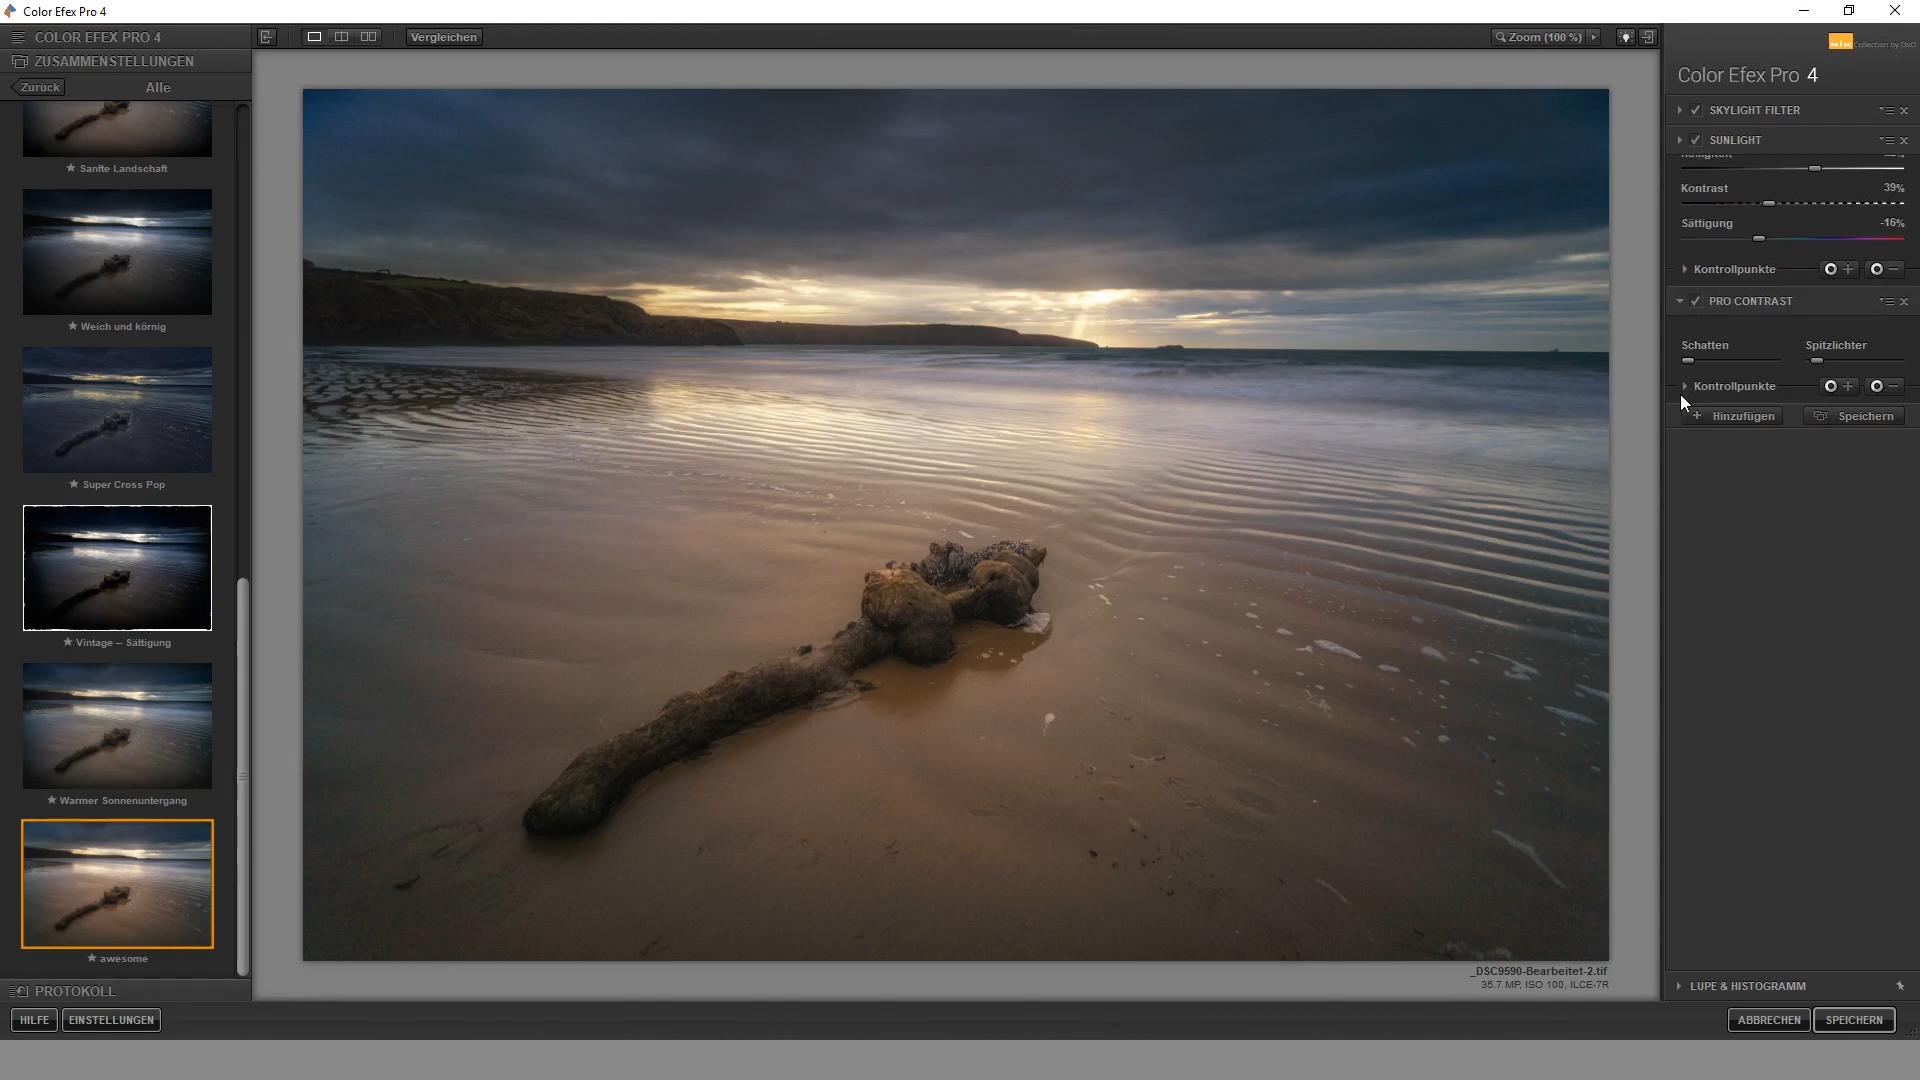 Color Efex Pro 4
COLOR EFEX PRO 4
Vergleichen
Zoom (100 %)
Collection by DxO
ZUSAMMENSTELLUNGEN
Color Efex Pro 4
Zurück
Alle
Sanfte Landschaft
Weich und körnig
Super Cross Pop
Vintage – Sättigung
Warmer Sonnenuntergang
awesome
PROTOKOLL
HILFE
EINSTELLUNGEN
_DSC9590-Bearbeitet-2.tif
35.7 MP, ISO 100, ILCE-7R
SKYLIGHT FILTER
SUNLIGHT
Kontrast 39%
Sättigung -16%
Kontrollpunkte
PRO CONTRAST
Schatten Spitzlichter
Kontrollpunkte
Hinzufügen Speichern
LUPE & HISTOGRAMM
ABBRECHEN SPEICHERN